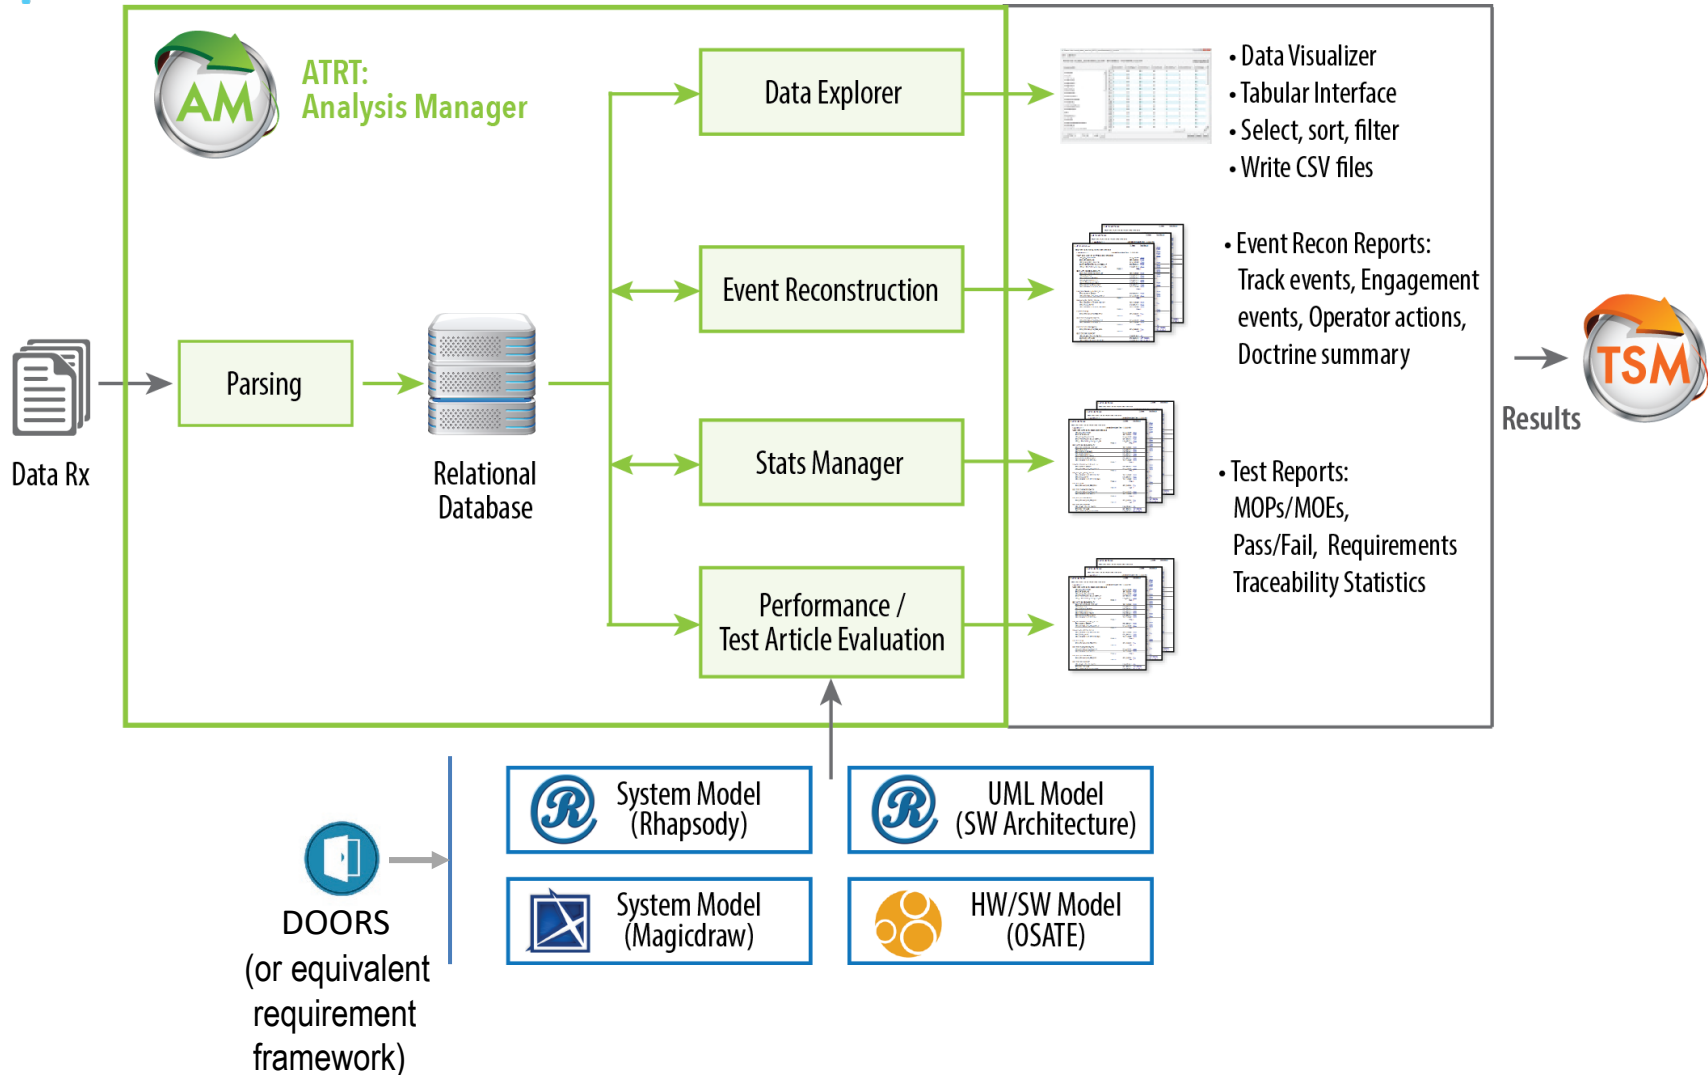 AM
ATRT:
Analysis Manager
Data Explorer
• Data Visualizer
• Tabular Interface
• Select, sort, filter
• Write CSV files
Event Reconstruction
• Event Recon Reports:
Track events, Engagement
events, Operator actions,
Doctrine summary
Data Rx
Parsing
Relational
Database
Stats Manager
• Test Reports:
MOPs/MOEs,
Pass/Fail, Requirements
Traceability Statistics
Performance /
Test Article Evaluation
Results
TSM
DOORS
(or equivalent
requirement
framework)
R
System Model
(Rhapsody)
R
UML Model
(SW Architecture)
System Model
(Magicdraw)
HW/SW Model
(OSATE)